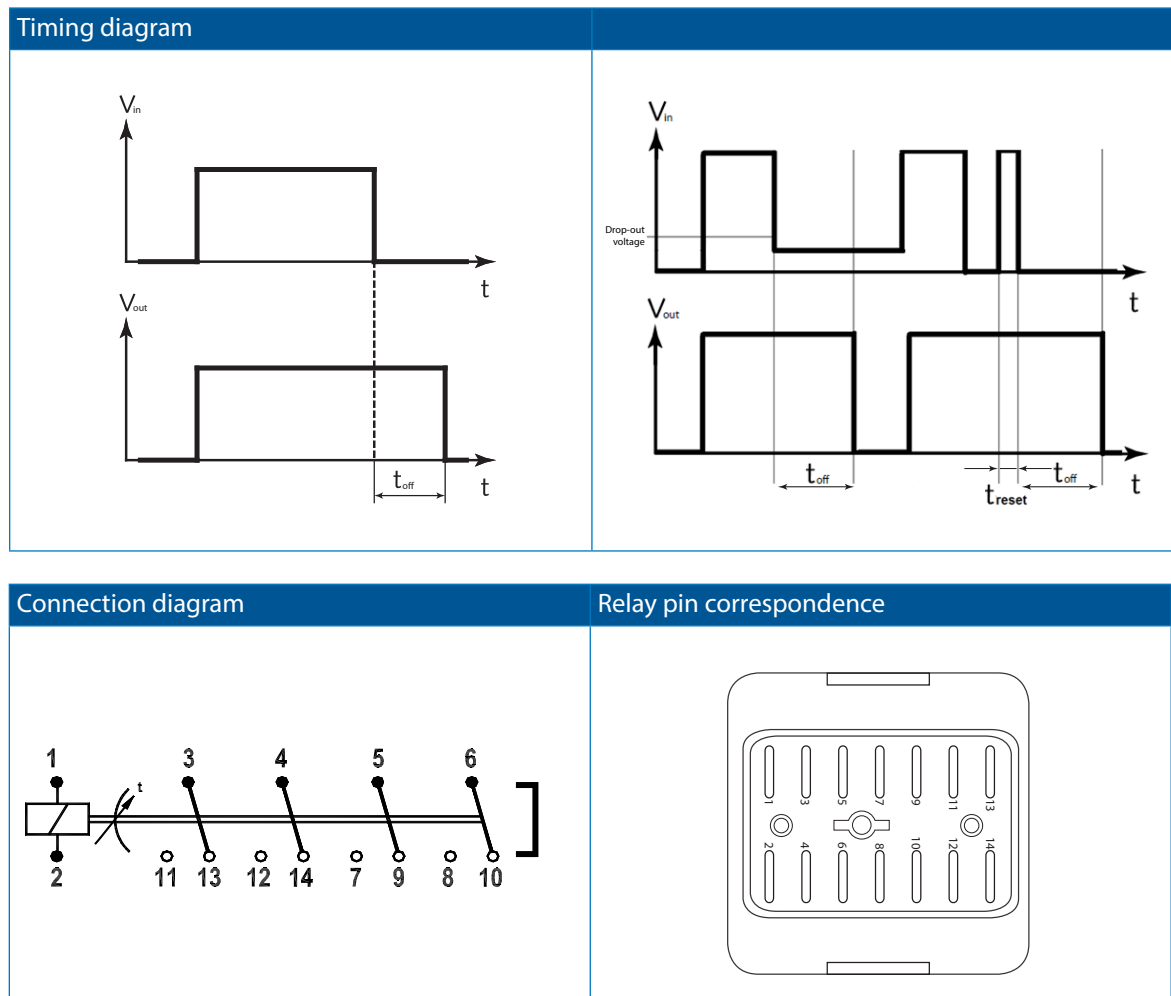 Timing diagram
Vin
t
Vout
toff
t
Vin
Drop-out
voltage
t
Vout
toff
treset
toff
t
Connection diagram
Relay pin correspondence
1 3 4 5 6
t
2 11 13 12 14 7 9 8 10
1 3 5 7 9 11 13
2 4 6 8 10 12 14